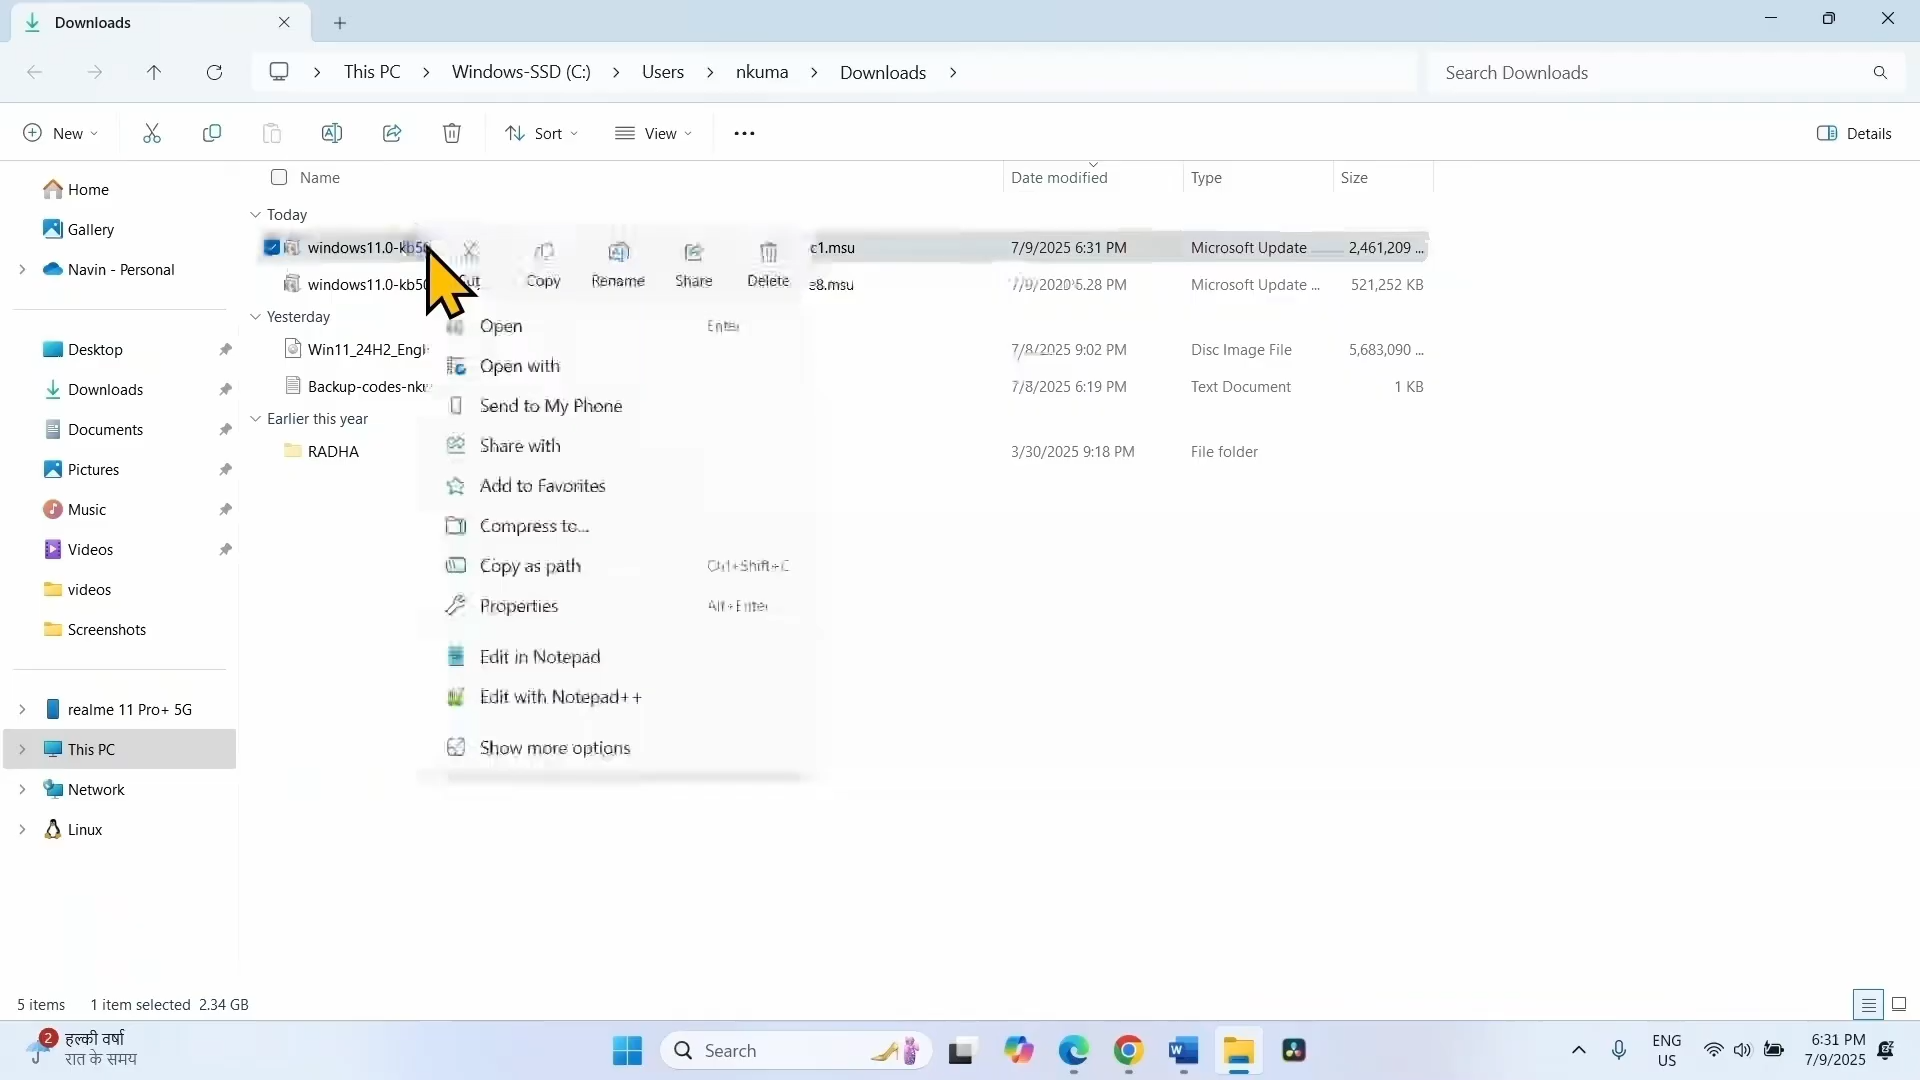 Downloads
This PC
Windows-SSD (C:)
Users
nkuma
Downloads
Search Downloads
New
Sort
View
Details
Name
Date modified
Type
Size
Home
Gallery
Navin - Personal
Desktop
Downloads
Documents
Pictures
Music
Videos
videos
Screenshots
realme 11 Pro+ 5G
This PC
Network
Linux
Today
windows11.0-kb50 c1.msu 7/9/2025 6:31 PM Microsoft Update 2,461,209 ...
windows11.0-kb50 e8.msu Microsoft Update ... 521,252 KB
Yesterday
Win11_24H2_Engl 7/8/2025 9:02 PM Disc Image File 5,683,090 ...
Backup-codes-nku 7/8/2025 6:19 PM Text Document 1 KB
Earlier this year
RADHA 3/30/2025 9:18 PM File folder
Cut
Copy
Rename
Share
Delete
Open Enter
Open with
Send to My Phone
Share with
Add to Favorites
Compress to...
Copy as path Ctrl+Shift+C
Properties Alt+Enter
Edit in Notepad
Edit with Notepad++
Show more options
5 items 1 item selected 2.34 GB
2
हल्की वर्षा
रात के समय
Search
ENG
US
6:31 PM
7/9/2025